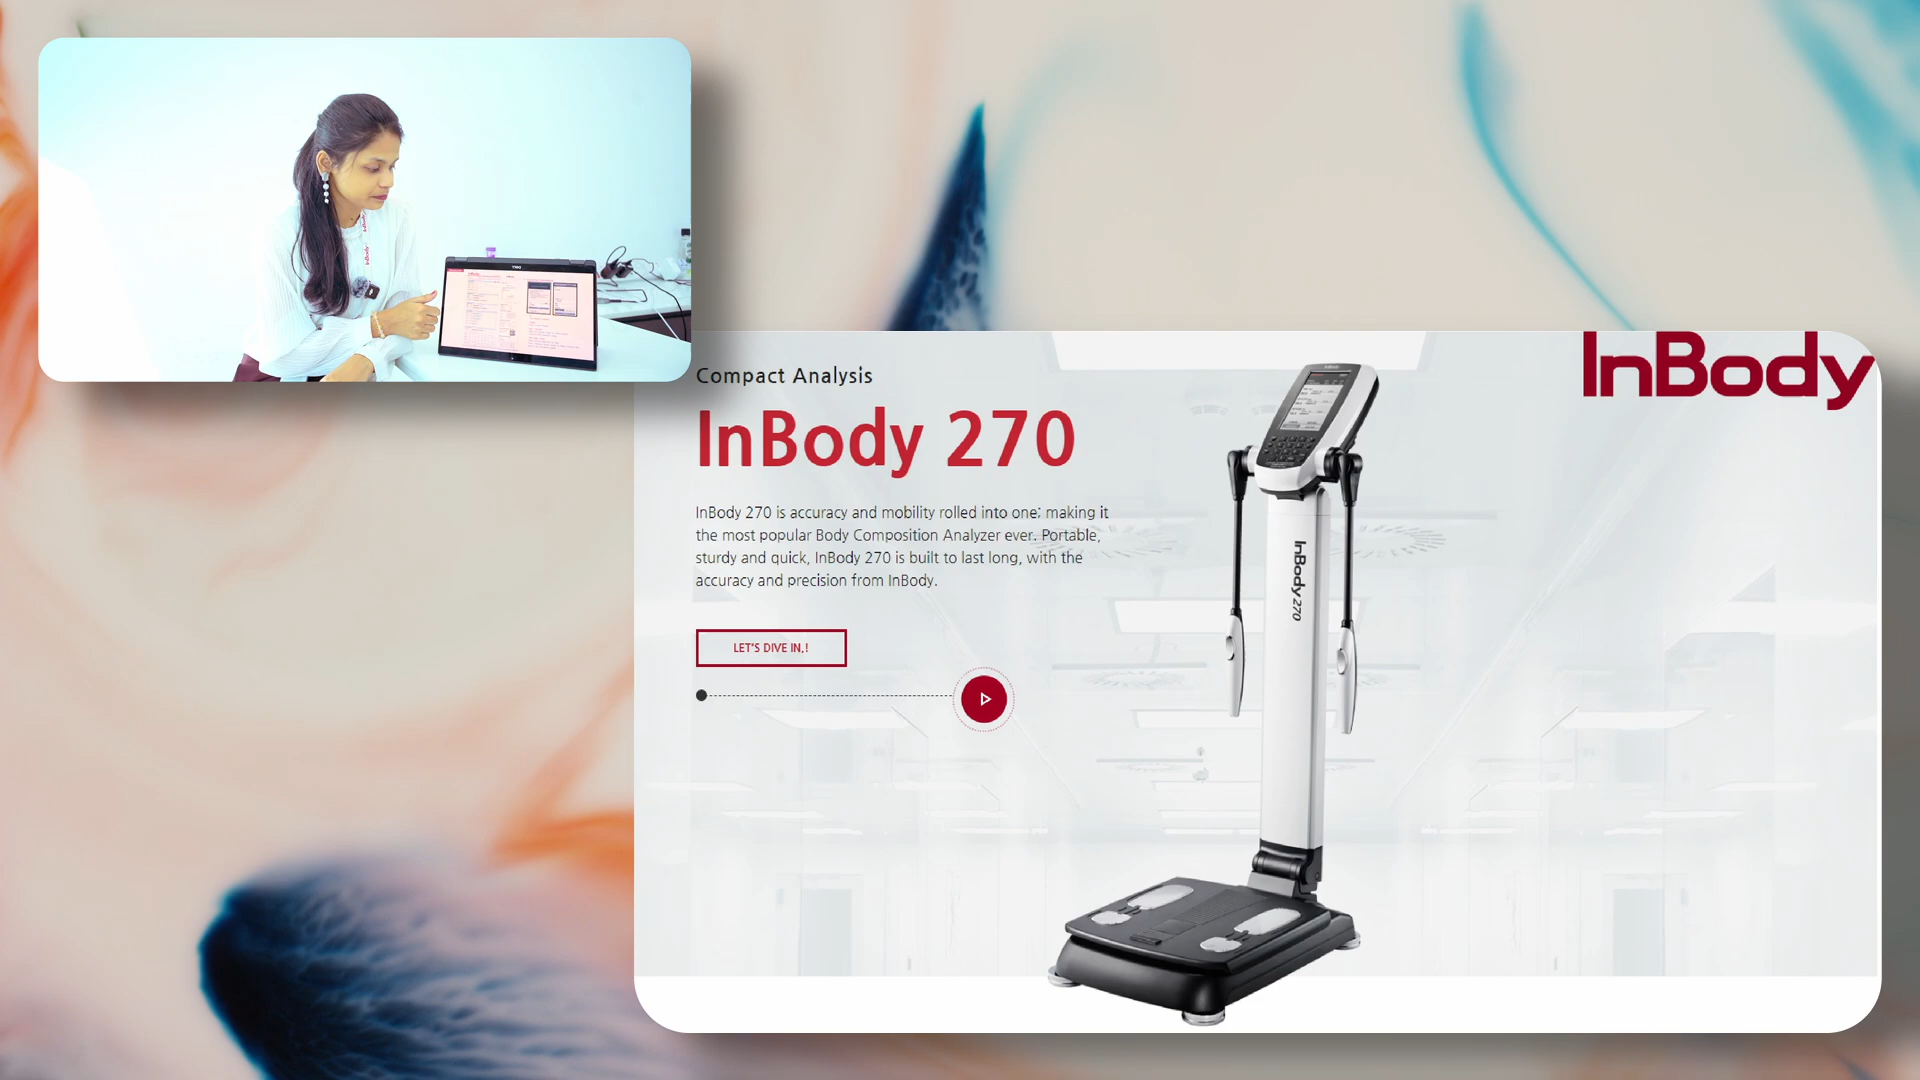 Compact Analysis
InBody 270
InBody 270 is accuracy and mobility rolled into one; making it
the most popular Body Composition Analyzer ever. Portable,
sturdy and quick, InBody 270 is built to last long, with the
accuracy and precision from InBody.
LET'S DIVE IN,!
InBody
InBody 270
InBody
DELL